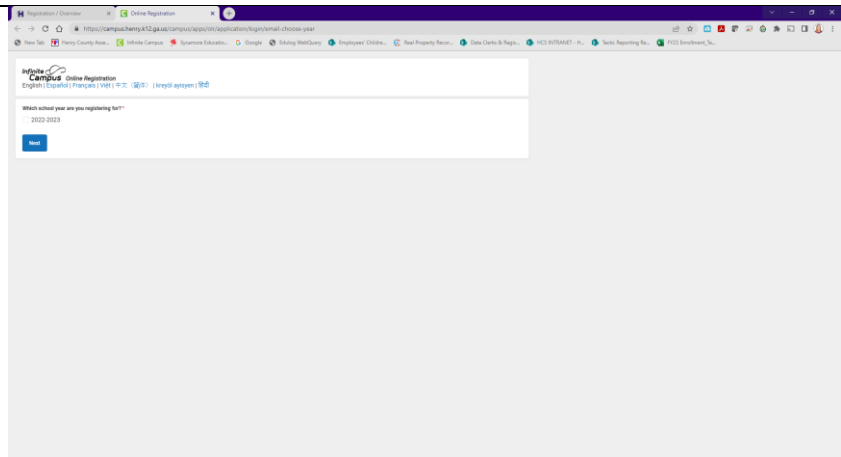 Registration / Overview
Online Registration
https://campus.henry.k12.ga.us/campus/apps/olr/application/login/email-choose-year
New Tab
Henry County Asse...
Infinite Campus
Sycamore Educatio...
Google
Edulog WebQuery
Employees' Childre...
Real Property Recor...
Data Clerks & Regis...
HCS INTRANET - H...
Tactic Reporting Re...
FY23 Enrollment_Te...
Infinite
Campus Online Registration
English | Español | Français | Việt | 中文（简体） | kreyòl ayisyen | हिंदी
Which school year are you registering for?*
2022-2023
Next